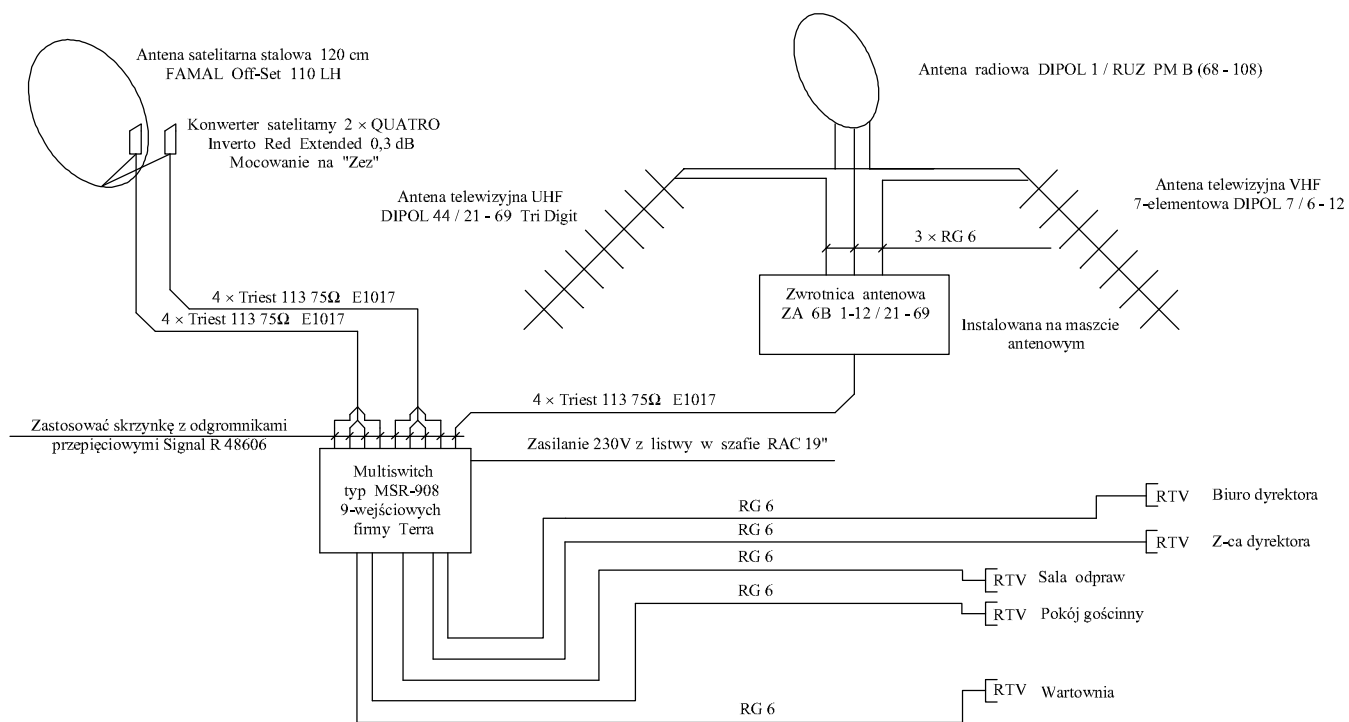 Antena satelitarna stalowa 120 cm
FAMAL Off-Set 110 LH
Konwerter satelitarny 2 × QUATRO
Inverto Red Extended 0,3 dB
Mocowanie na "Zez"
Antena radiowa DIPOL 1 / RUZ PM B (68 - 108)
Antena telewizyjna UHF
DIPOL 44 / 21 - 69 Tri Digit
Antena telewizyjna VHF
7-elementowa DIPOL 7 / 6 - 12
3 × RG 6
Zwrotnica antenowa
ZA 6B 1-12 / 21 - 69
Instalowana na maszcie
antenowym
4 × Triest 113 75Ω E1017
4 × Triest 113 75Ω E1017
4 × Triest 113 75Ω E1017
Zastosować skrzynkę z odgromnikami
przepięciowymi Signal R 48606
Zasilanie 230V z listwy w szafie RAC 19"
Multiswitch
typ MSR-908
9-wejściowych
firmy Terra
RG 6
RTV Biuro dyrektora
RG 6
RTV Z-ca dyrektora
RG 6
RTV Sala odpraw
RG 6
RTV Pokój gościnny
RG 6
RTV Wartownia